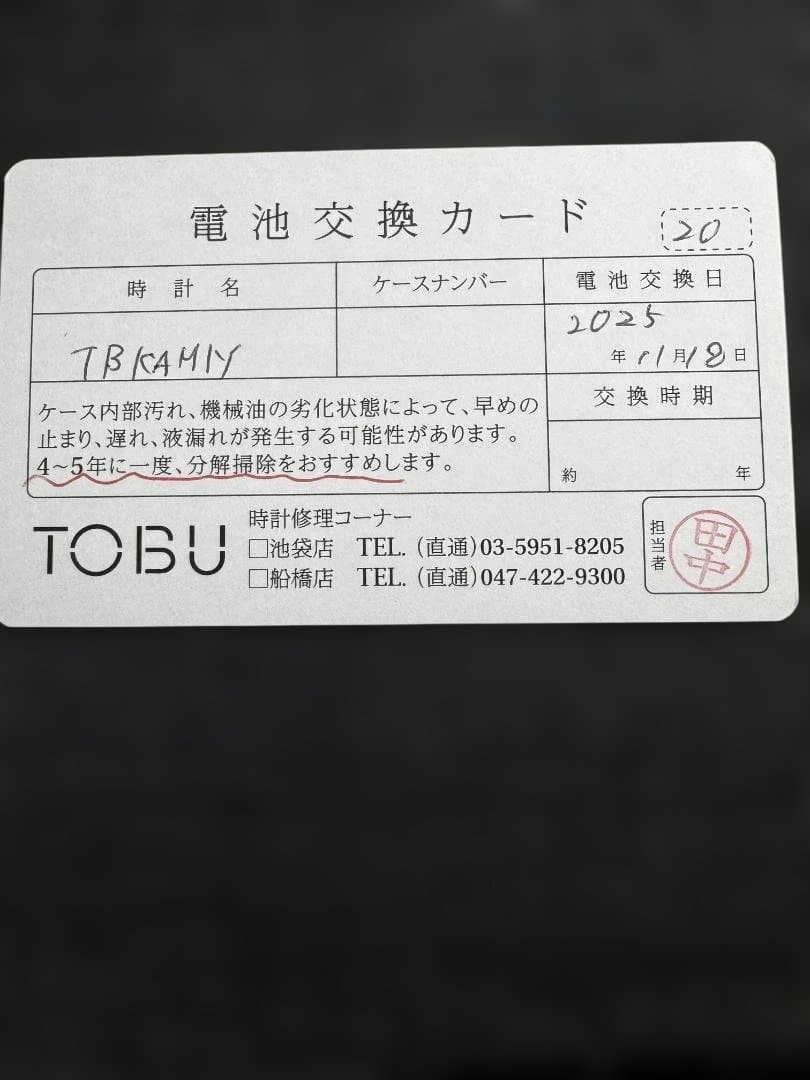 電池交換カード
20
時計名 ケースナンバー 電池交換日
2025
TBKAMIY
年 11月18日
ケース内部汚れ、機械油の劣化状態によって、早めの
止まり、遅れ、液漏れが発生する可能性があります。
4~5年に一度、分解掃除をおすすめします。
交換時期
約 年
TOBU
時計修理コーナー
□池袋店 TEL. (直通)03-5951-8205
□船橋店 TEL. (直通)047-422-9300
担当者
田中